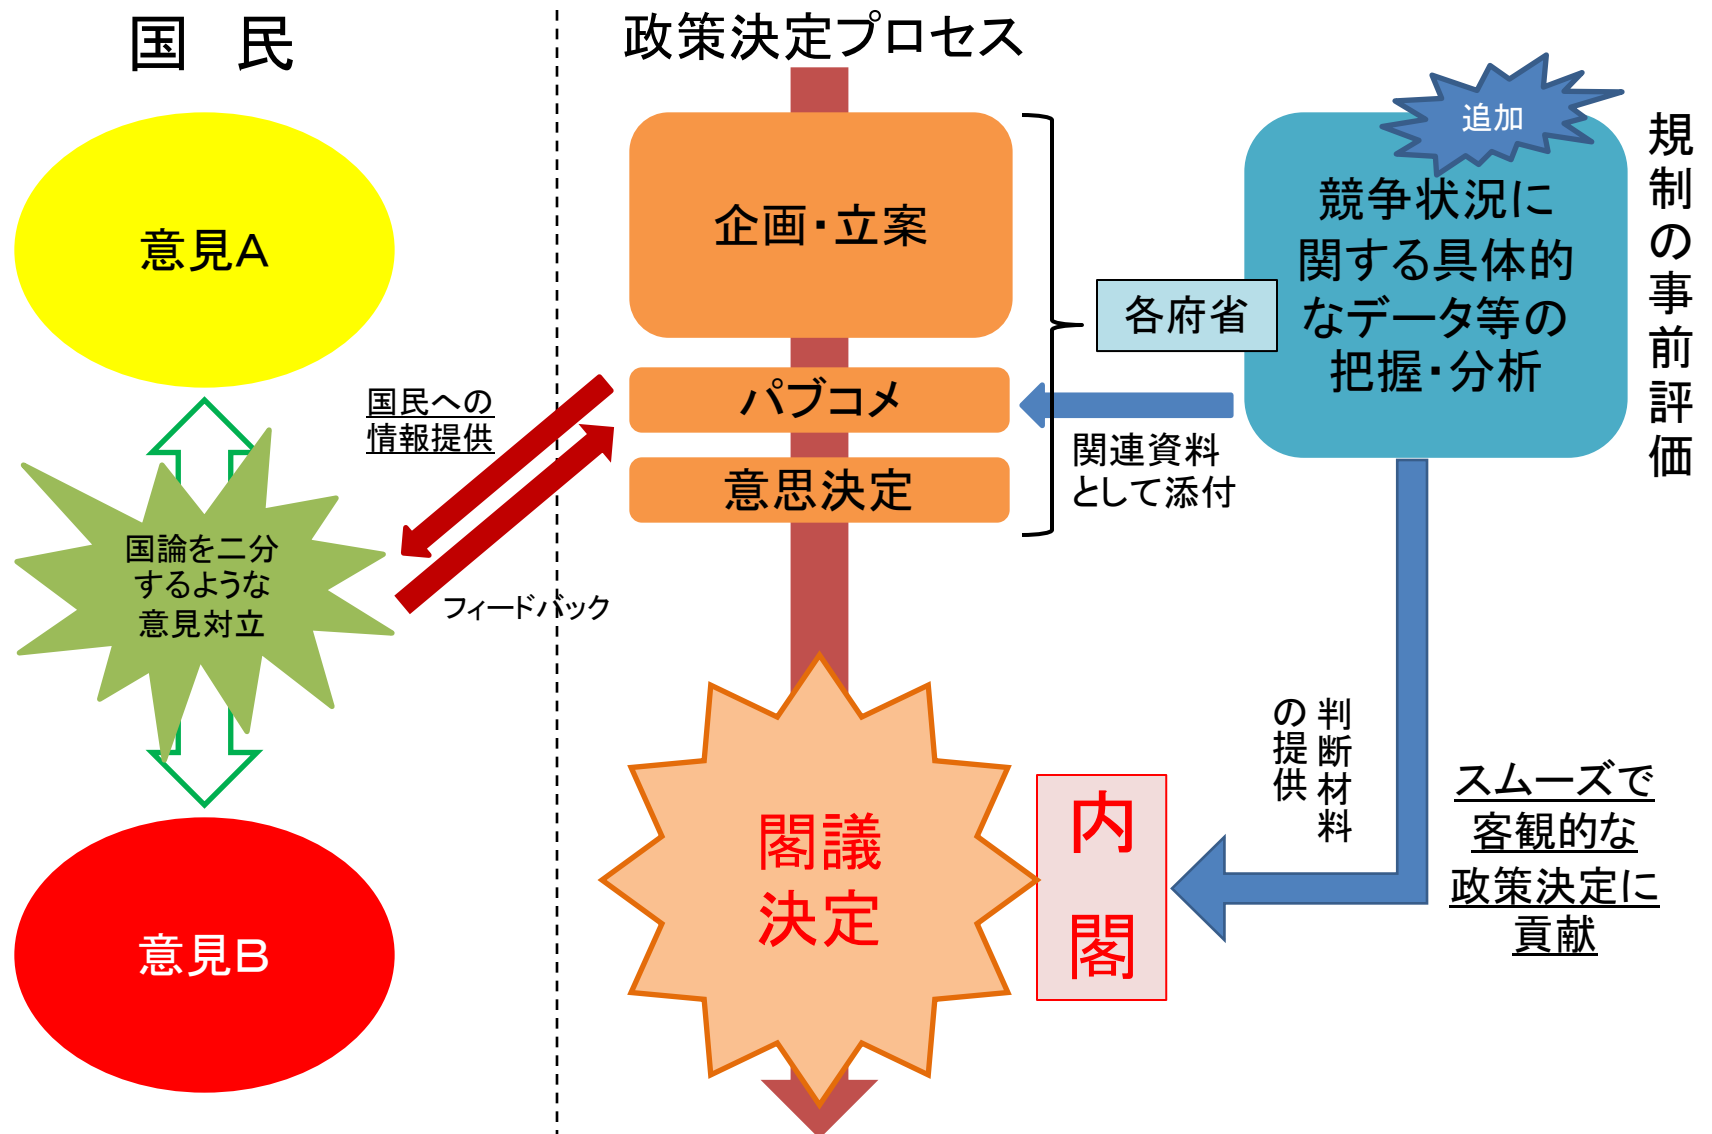 国　民
意見A
国論を二分
するような
意見対立
意見B
国民への
情報提供
フィードバック
政策決定プロセス
企画・立案
パブコメ
意思決定
閣議
決定
各府省
関連資料
として添付
内
閣
追加
競争状況に
関する具体的
なデータ等の
把握・分析
規制の事前評価
判断材料
の提供
スムーズで
客観的な
政策決定に
貢献